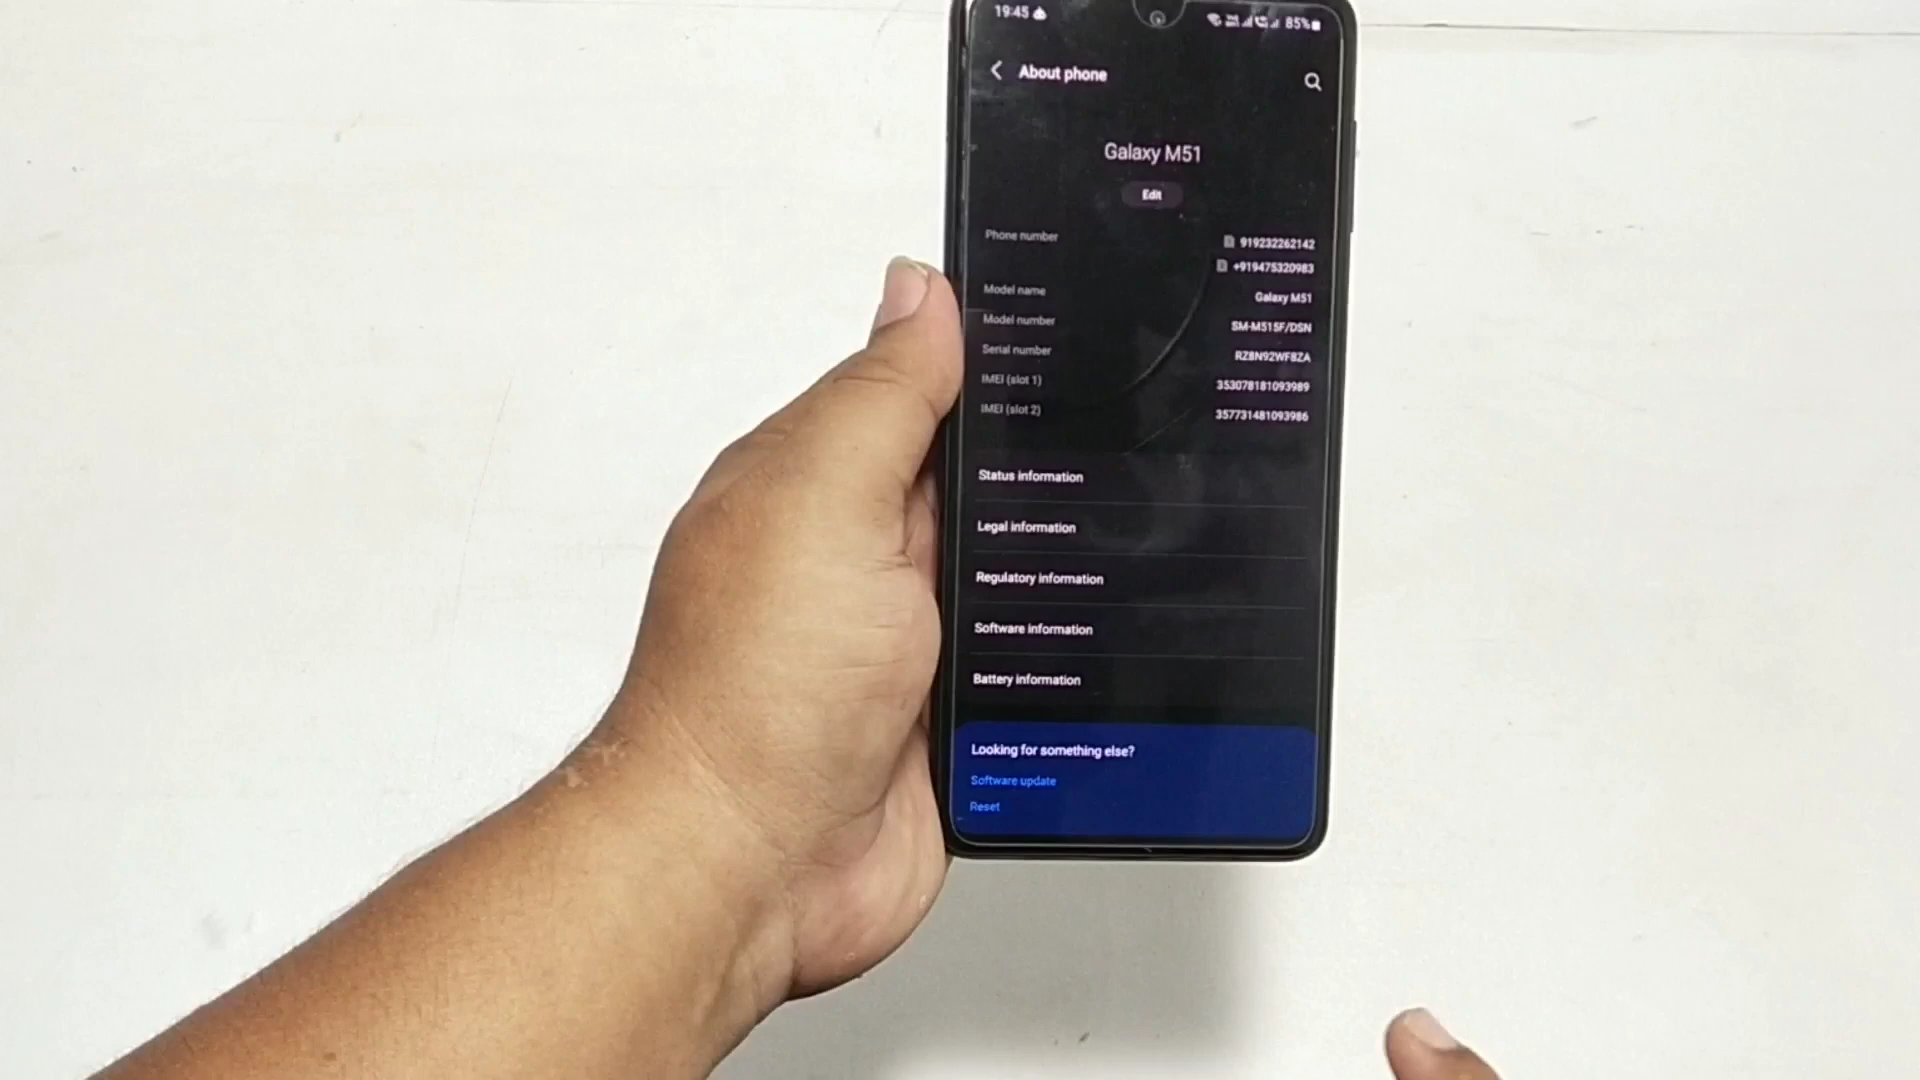 19:45 85%
About phone
Galaxy M51
Edit
Phone number 919232262142
+919475320983
Model name Galaxy M51
Model number SM-M515F/DSN
Serial number RZ8N92WFBZA
IMEI (slot 1) 353078181093989
IMEI (slot 2) 357731481093986
Status information
Legal information
Regulatory information
Software information
Battery information
Looking for something else?
Software update
Reset